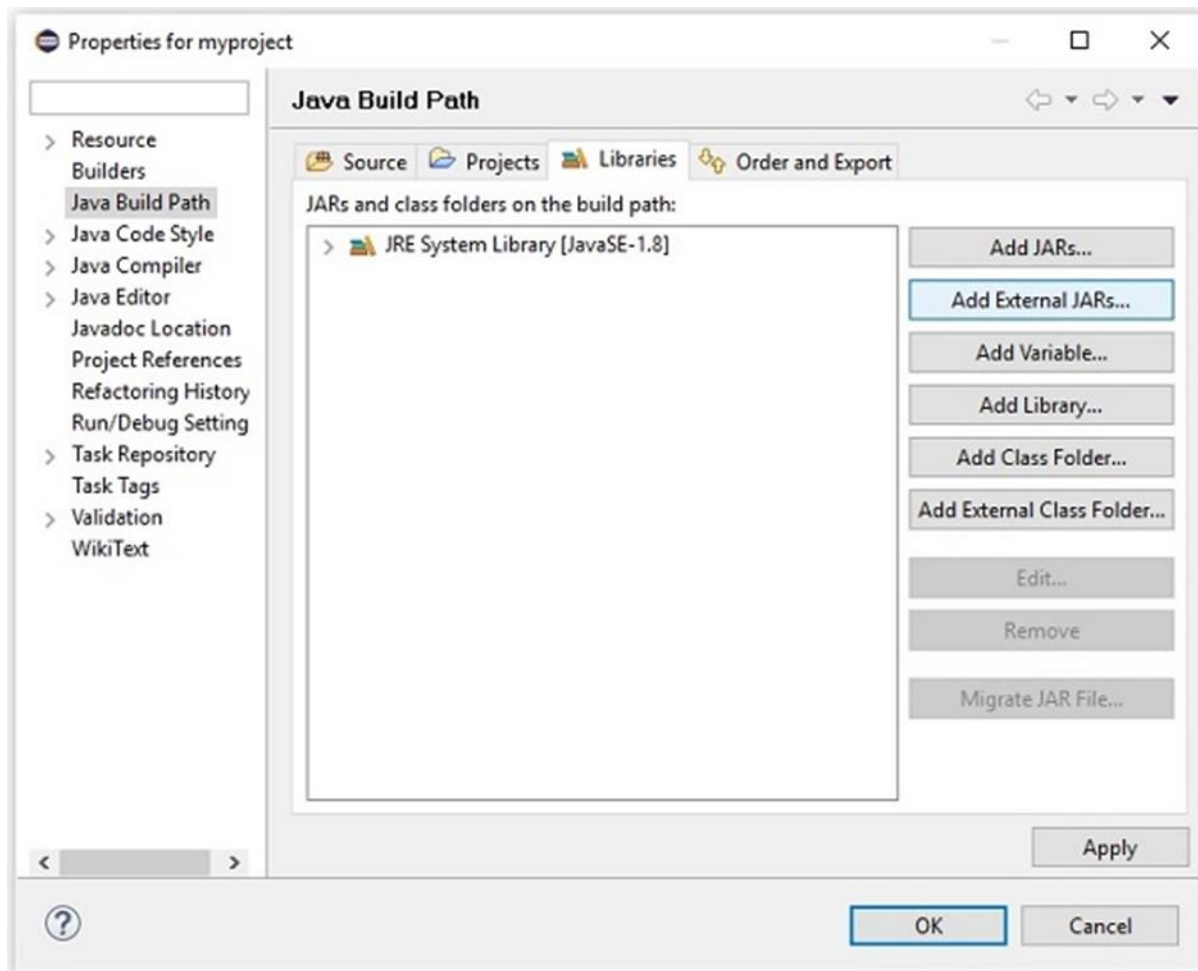 Properties for myproject
Java Build Path
Resource
Builders
Java Build Path
Java Code Style
Java Compiler
Java Editor
Javadoc Location
Project References
Refactoring History
Run/Debug Setting
Task Repository
Task Tags
Validation
WikiText
Source Projects Libraries Order and Export
JARs and class folders on the build path:
JRE System Library [JavaSE-1.8]
Add JARs...
Add External JARs...
Add Variable...
Add Library...
Add Class Folder...
Add External Class Folder...
Edit...
Remove
Migrate JAR File...
Apply
?
OK Cancel